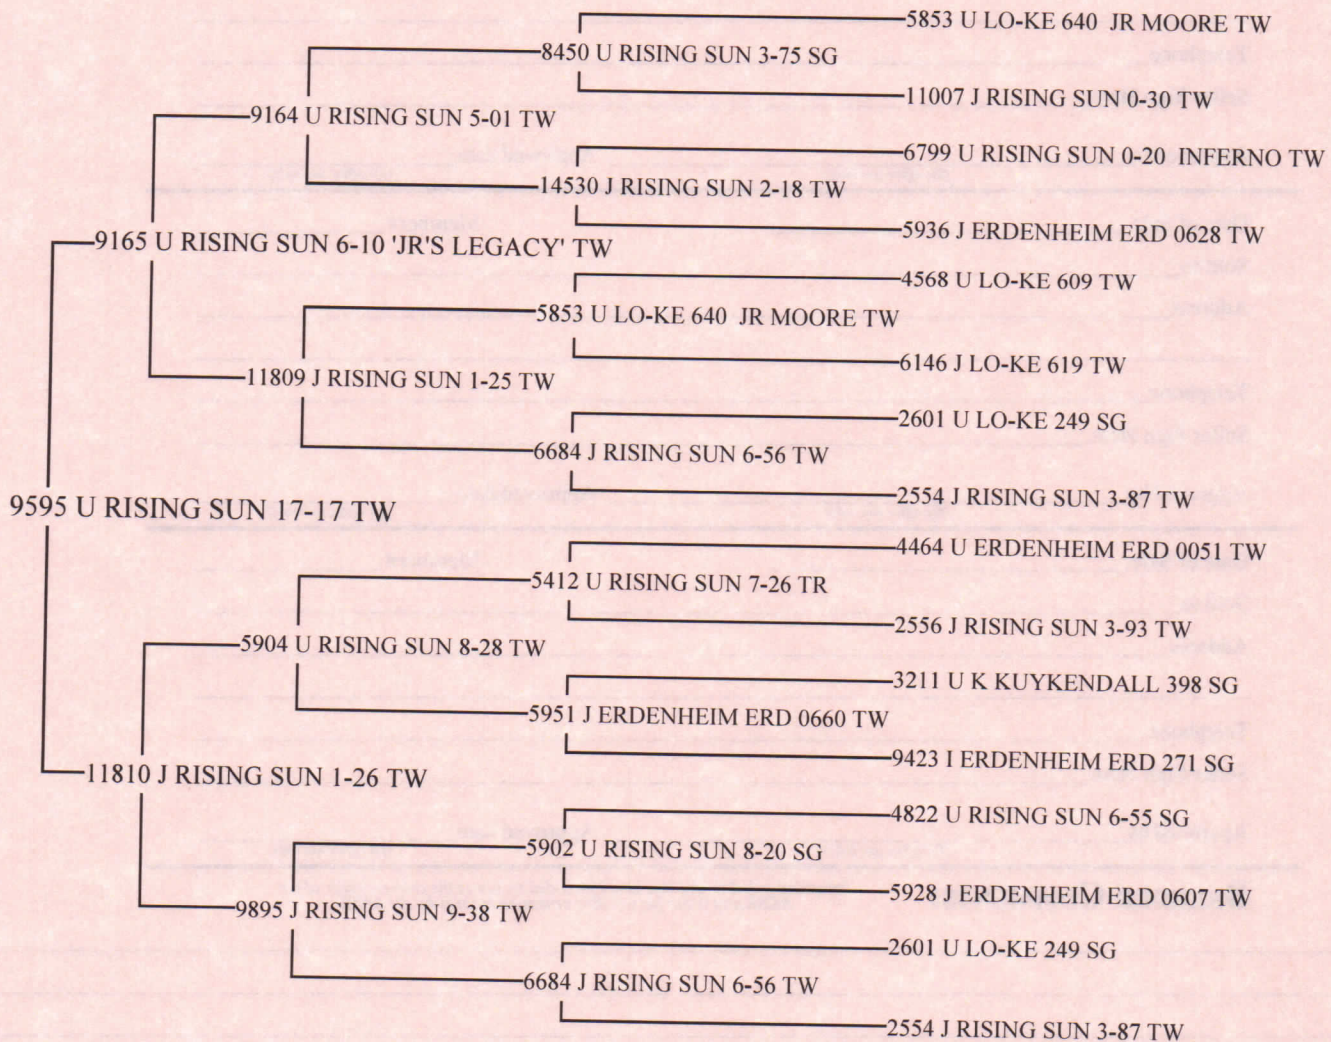 5853 U LO-KE 640 JR MOORE TW
8450 U RISING SUN 3-75 SG
11007 J RISING SUN 0-30 TW
9164 U RISING SUN 5-01 TW
6799 U RISING SUN 0-20 INFERNO TW
14530 J RISING SUN 2-18 TW
5936 J ERDENHEIM ERD 0628 TW
9165 U RISING SUN 6-10 'JR'S LEGACY' TW
4568 U LO-KE 609 TW
5853 U LO-KE 640 JR MOORE TW
6146 J LO-KE 619 TW
11809 J RISING SUN 1-25 TW
2601 U LO-KE 249 SG
6684 J RISING SUN 6-56 TW
2554 J RISING SUN 3-87 TW
9595 U RISING SUN 17-17 TW
4464 U ERDENHEIM ERD 0051 TW
5412 U RISING SUN 7-26 TR
2556 J RISING SUN 3-93 TW
5904 U RISING SUN 8-28 TW
3211 U K KUYKENDALL 398 SG
5951 J ERDENHEIM ERD 0660 TW
9423 I ERDENHEIM ERD 271 SG
11810 J RISING SUN 1-26 TW
4822 U RISING SUN 6-55 SG
5902 U RISING SUN 8-20 SG
5928 J ERDENHEIM ERD 0607 TW
9895 J RISING SUN 9-38 TW
2601 U LO-KE 249 SG
6684 J RISING SUN 6-56 TW
2554 J RISING SUN 3-87 TW